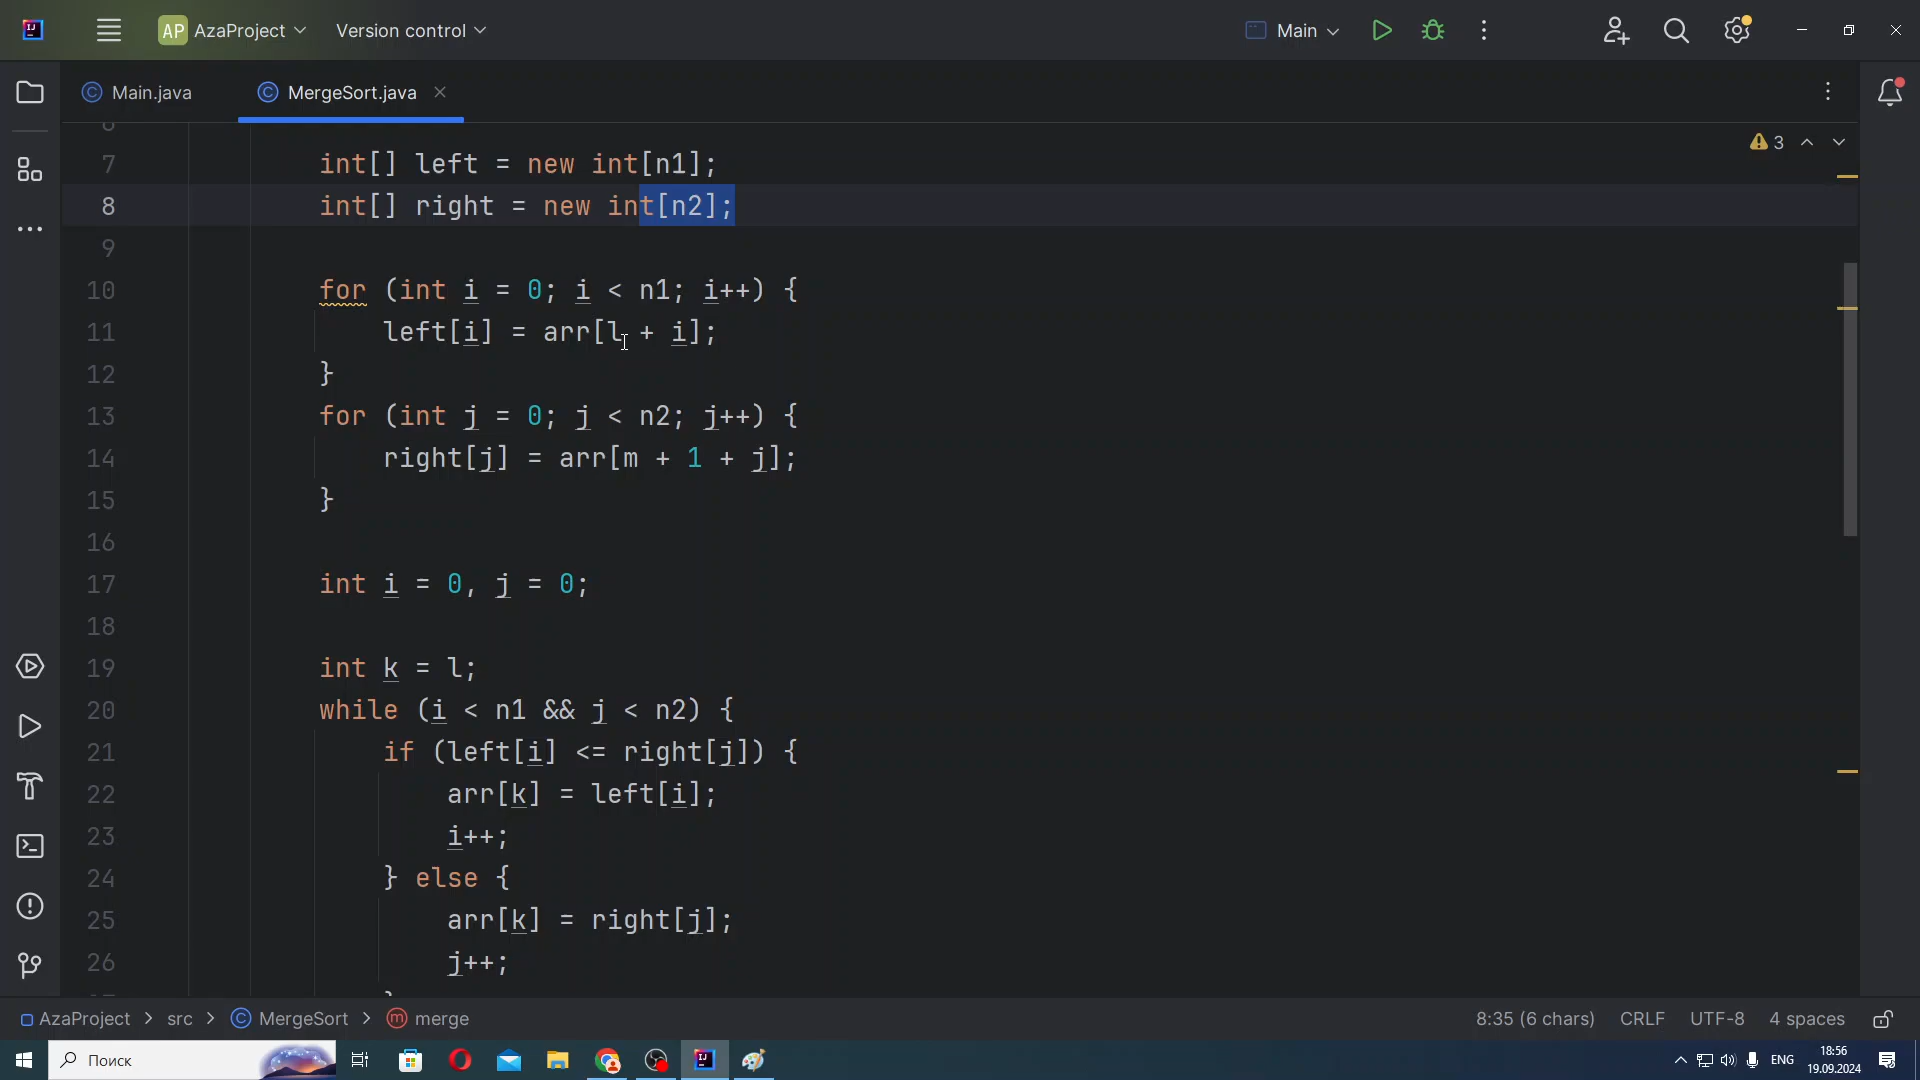 IJ
AP AzaProject Version control Main
Main.java MergeSort.java
3
7 int[] left = new int[n1];
8 int[] right = new int[n2];
9
10 for (int i = 0; i < n1; i++) {
11 left[i] = arr[l + i];
12 }
13 for (int j = 0; j < n2; j++) {
14 right[j] = arr[m + 1 + j];
15 }
16
17 int i = 0, j = 0;
18
19 int k = l;
20 while (i < n1 && j < n2) {
21 if (left[i] <= right[j]) {
22 arr[k] = left[i];
23 i++;
24 } else {
25 arr[k] = right[j];
26 j++;
AzaProject > src > MergeSort > merge 8:35 (6 chars) CRLF UTF-8 4 spaces
Поиск ENG 18:56
19.09.2024